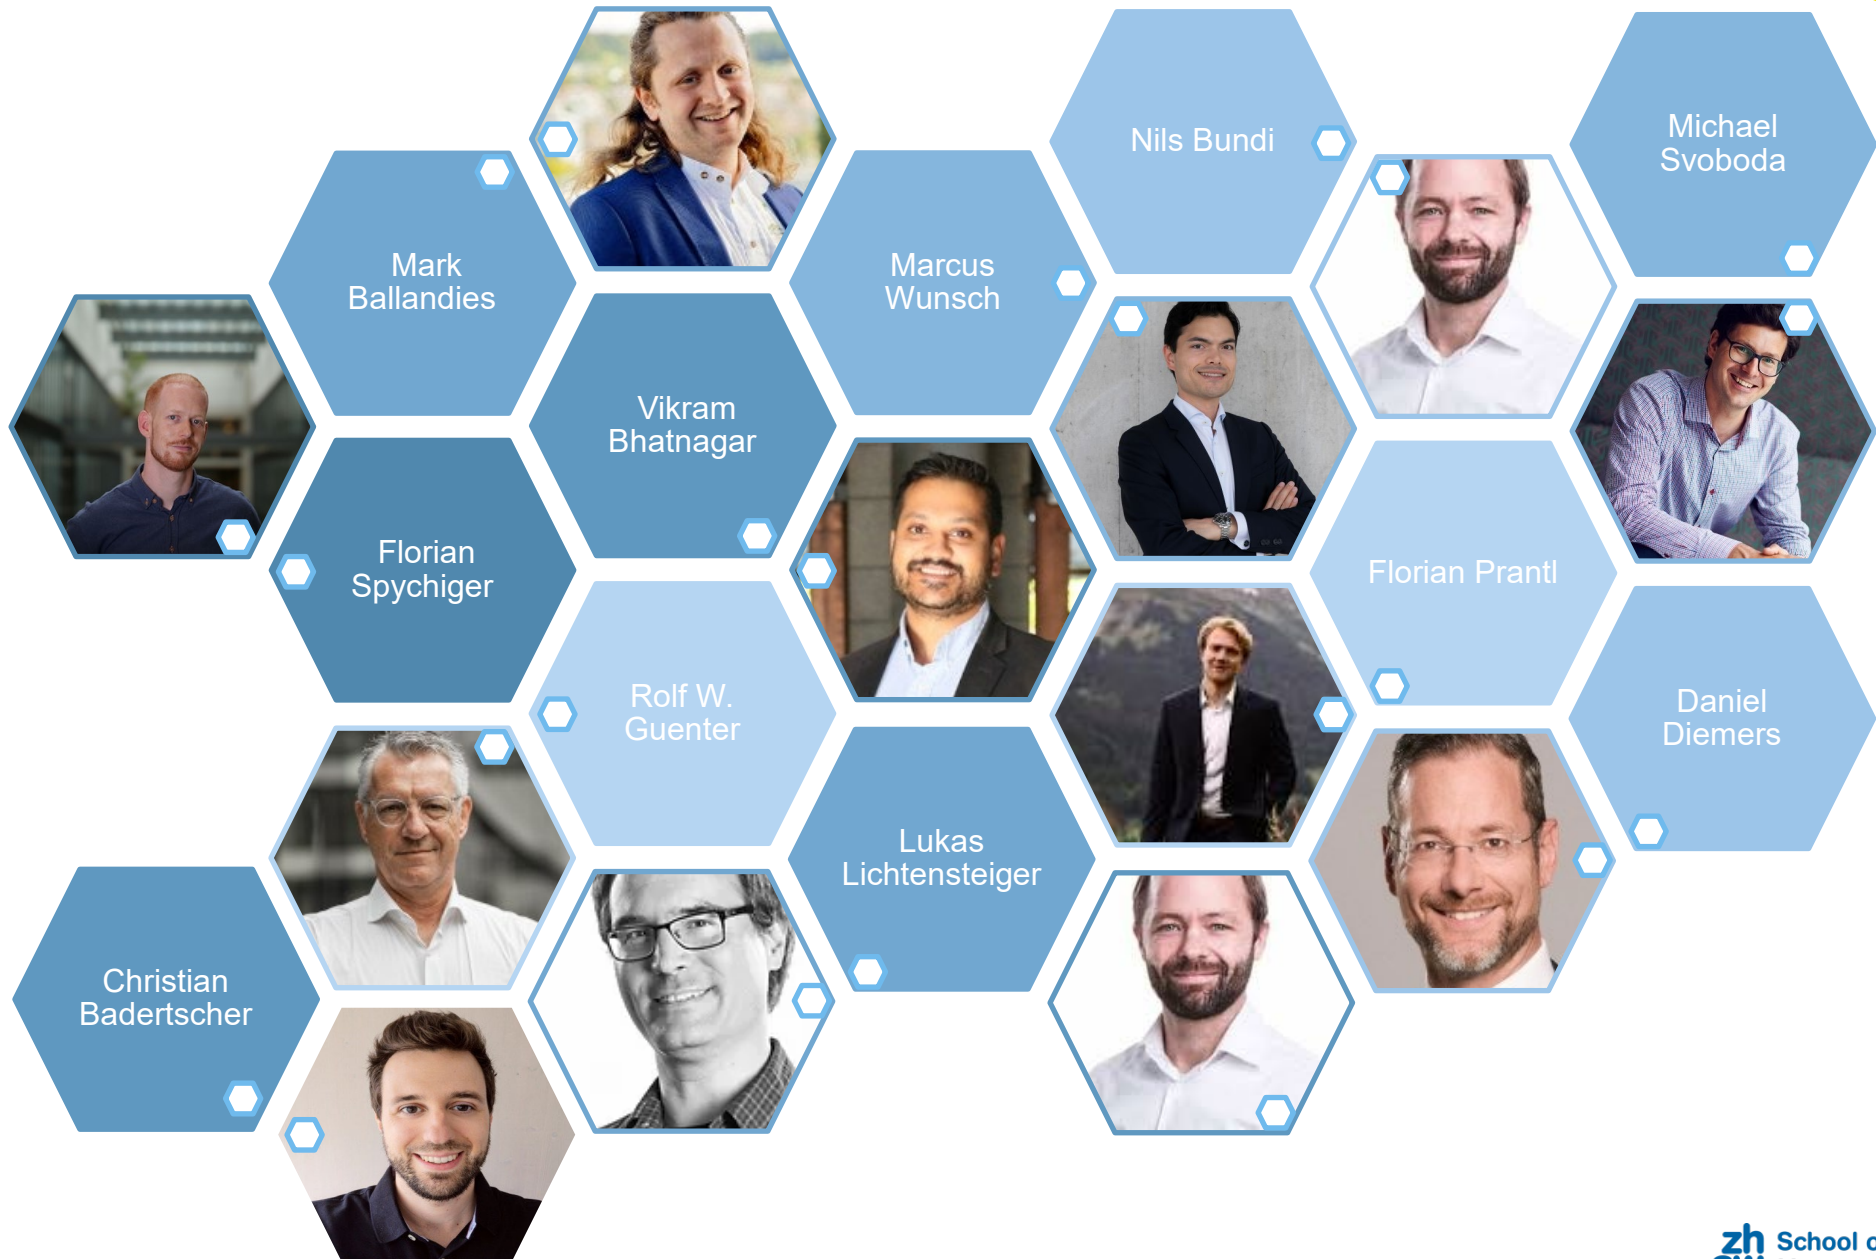 Nils Bundi
Michael
Svoboda
Mark
Ballandies
Marcus
Wunsch
Vikram
Bhatnagar
Florian
Spychiger
Florian Prantl
Rolf W.
Guenter
Daniel
Diemers
Lukas
Lichtensteiger
Christian
Badertscher
zh School o